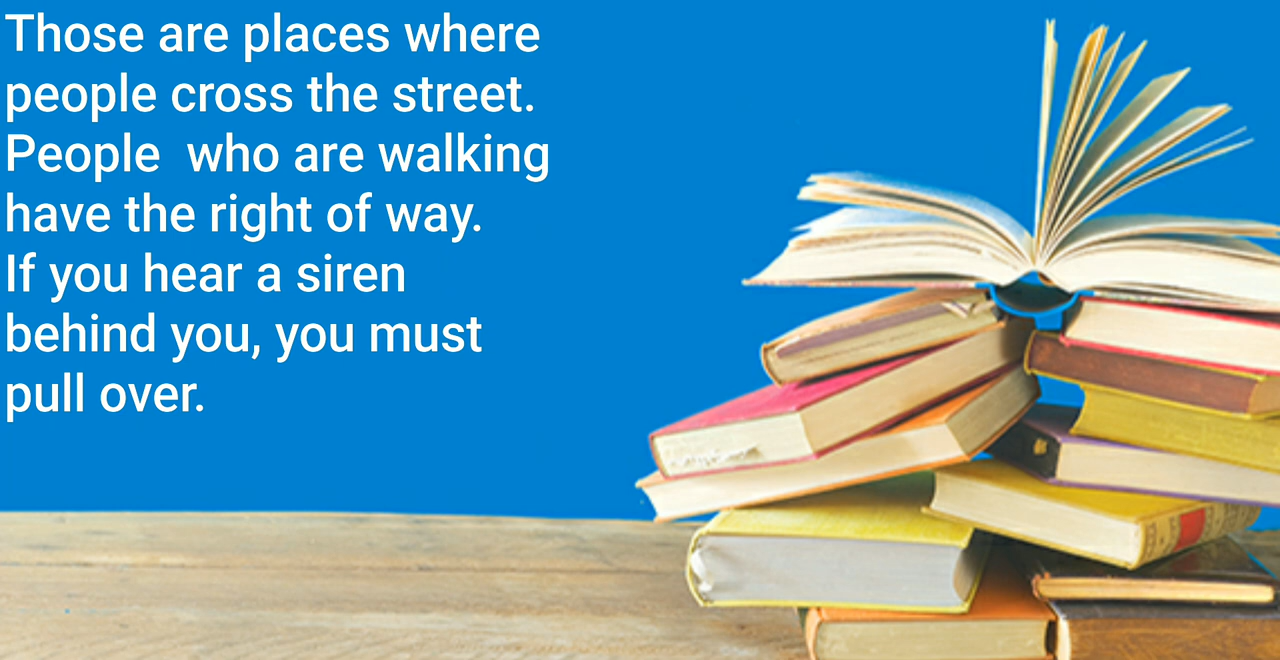 Those are places where
people cross the street.
People  who are walking
have the right of way.
If you hear a siren
behind you, you must
pull over.